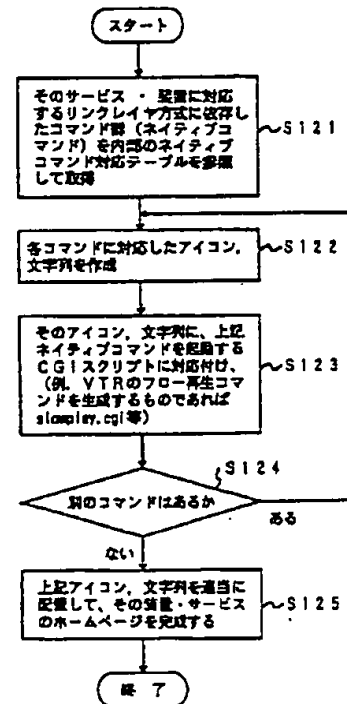 スタート
そのサービス・装置に対応
するリンクレイヤ方式に依存し
たコマンド部(ネイティブコ
マンド)を内部のネイティブ
コマンド対応テーブルを参照
して取得
S121
各コマンドに対応したアイコン,
文字列を作成
S122
そのアイコン,文字列に、上記
ネイティブコマンドを起動する
CGIスクリプトに対応付け、
(例.VTRのフロー再生コマ
ンドを生成するものであれば
slowplay.cgi等)
S123
S124
別のコマンドはあるか
ある
ない
上記アイコン,文字列を適当に
配置して、その装置・サービス
のホームページを完成する
S125
終了